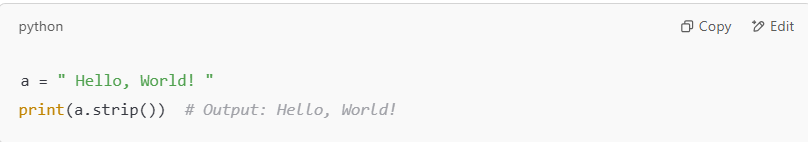 python Copy Edit
a = " Hello, World! "
print(a.strip())  # Output: Hello, World!